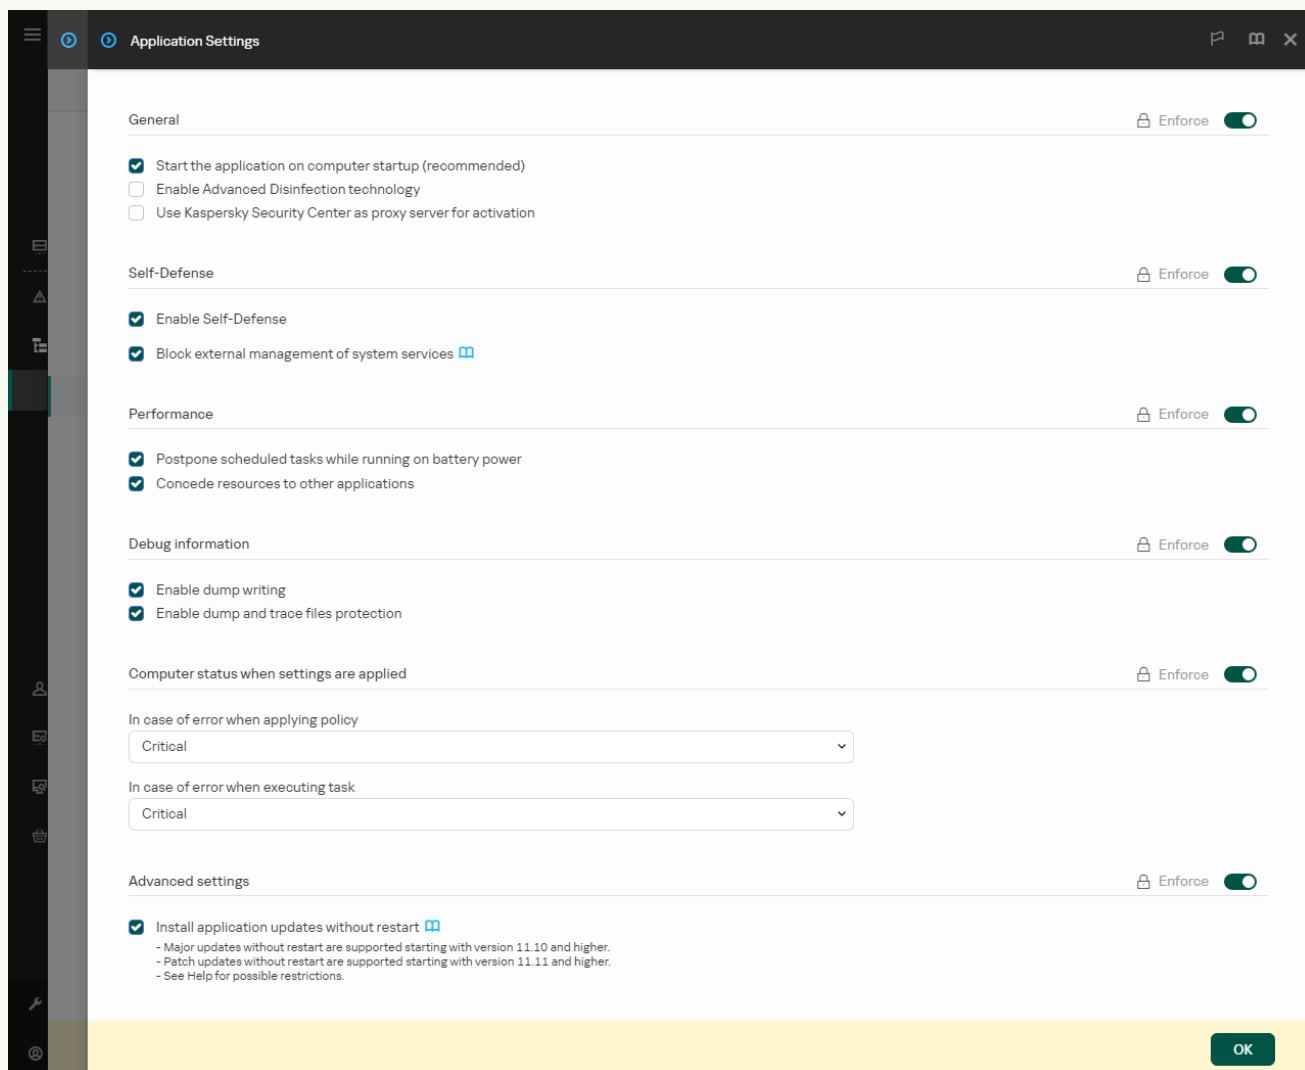 Application Settings
General
Enforce
Start the application on computer startup (recommended)
Enable Advanced Disinfection technology
Use Kaspersky Security Center as proxy server for activation
Self-Defense
Enforce
Enable Self-Defense
Block external management of system services
Performance
Enforce
Postpone scheduled tasks while running on battery power
Concede resources to other applications
Debug information
Enforce
Enable dump writing
Enable dump and trace files protection
Computer status when settings are applied
Enforce
In case of error when applying policy
Critical
In case of error when executing task
Critical
Advanced settings
Enforce
Install application updates without restart
- Major updates without restart are supported starting with version 11.10 and higher.
- Patch updates without restart are supported starting with version 11.11 and higher.
- See Help for possible restrictions.
OK